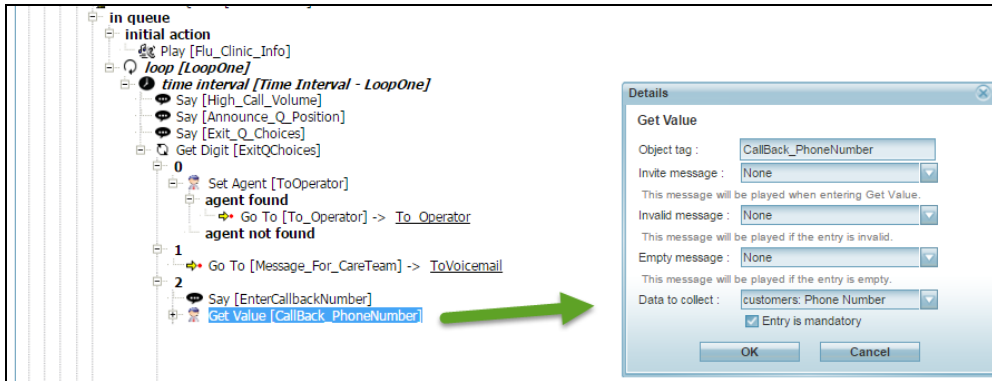 in queue
initial action
Play [Flu_Clinic_Info]
loop [LoopOne]
time interval [Time Interval - LoopOne]
Say [High_Call_Volume]
Say [Announce_Q_Position]
Say [Exit_Q_Choices]
Get Digit [ExitQChoices]
0
Set Agent [ToOperator]
agent found
Go To [To_Operator] -> To_Operator
agent not found
1
Go To [Message_For_CareTeam] -> ToVoicemail
2
Say [EnterCallbackNumber]
Get Value [CallBack_PhoneNumber]
Details
Get Value
Object tag : CallBack_PhoneNumber
Invite message : None
This message will be played when entering Get Value.
Invalid message : None
This message will be played if the entry is invalid.
Empty message : None
This message will be played if the entry is empty.
Data to collect : customers: Phone Number
Entry is mandatory
OK Cancel